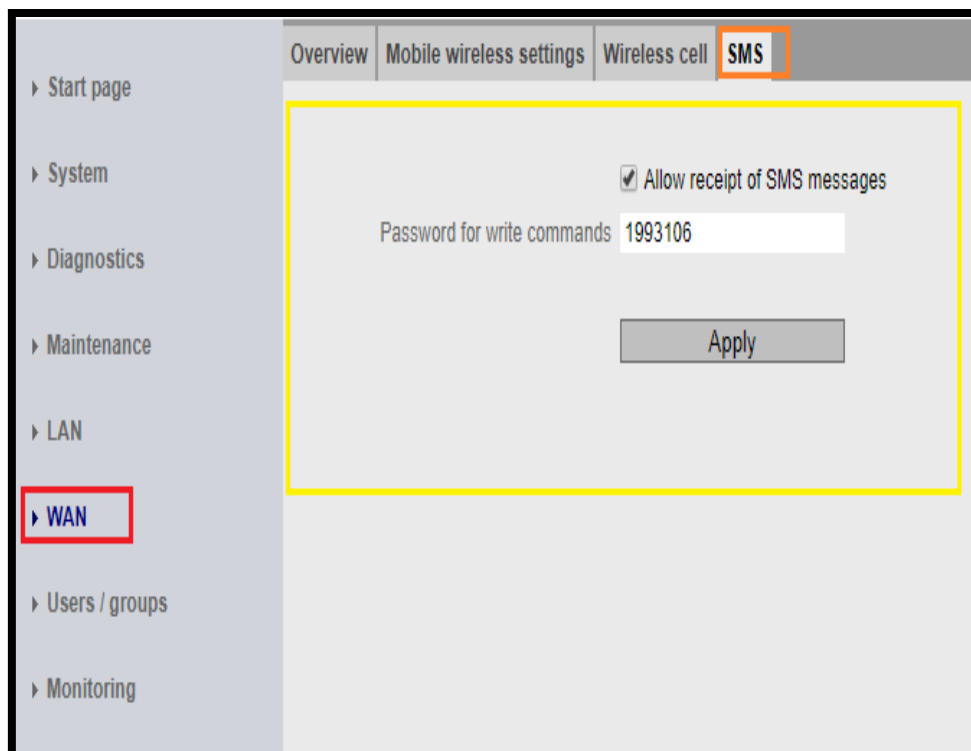 Overview
Mobile wireless settings
Wireless cell
SMS
Start page
System
Diagnostics
Maintenance
LAN
WAN
Users / groups
Monitoring
Allow receipt of SMS messages
Password for write commands 1993106
Apply